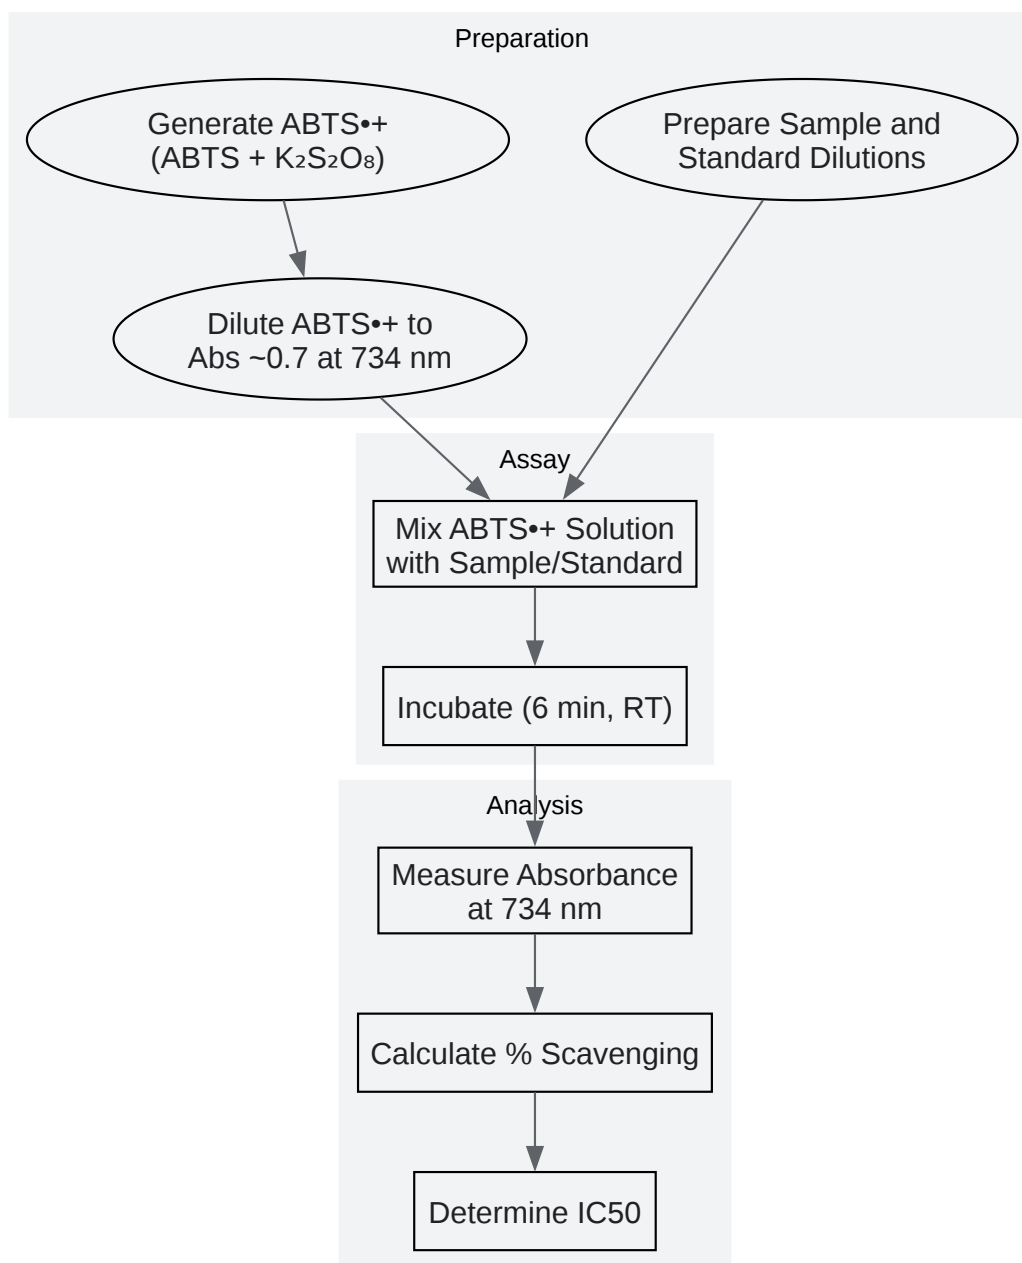 Preparation
Generate ABTS•+
(ABTS + K₂S₂O₈)
Prepare Sample and
Standard Dilutions
Dilute ABTS•+ to
Abs ~0.7 at 734 nm
Assay
Mix ABTS•+ Solution
with Sample/Standard
Incubate (6 min, RT)
Analysis
Measure Absorbance
at 734 nm
Calculate % Scavenging
Determine IC50